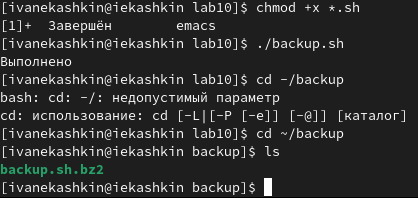 [ivanekashkin@iekashkin lab10]$ chmod +x *.sh
[1]+  Завершён        emacs
[ivanekashkin@iekashkin lab10]$ ./backup.sh
Выполнено
[ivanekashkin@iekashkin lab10]$ cd -/backup
bash: cd: -/: недопустимый параметр
cd: использование: cd [-L|[-P [-e]] [-@]] [каталог]
[ivanekashkin@iekashkin lab10]$ cd ~/backup
[ivanekashkin@iekashkin backup]$ ls
backup.sh.bz2
[ivanekashkin@iekashkin backup]$